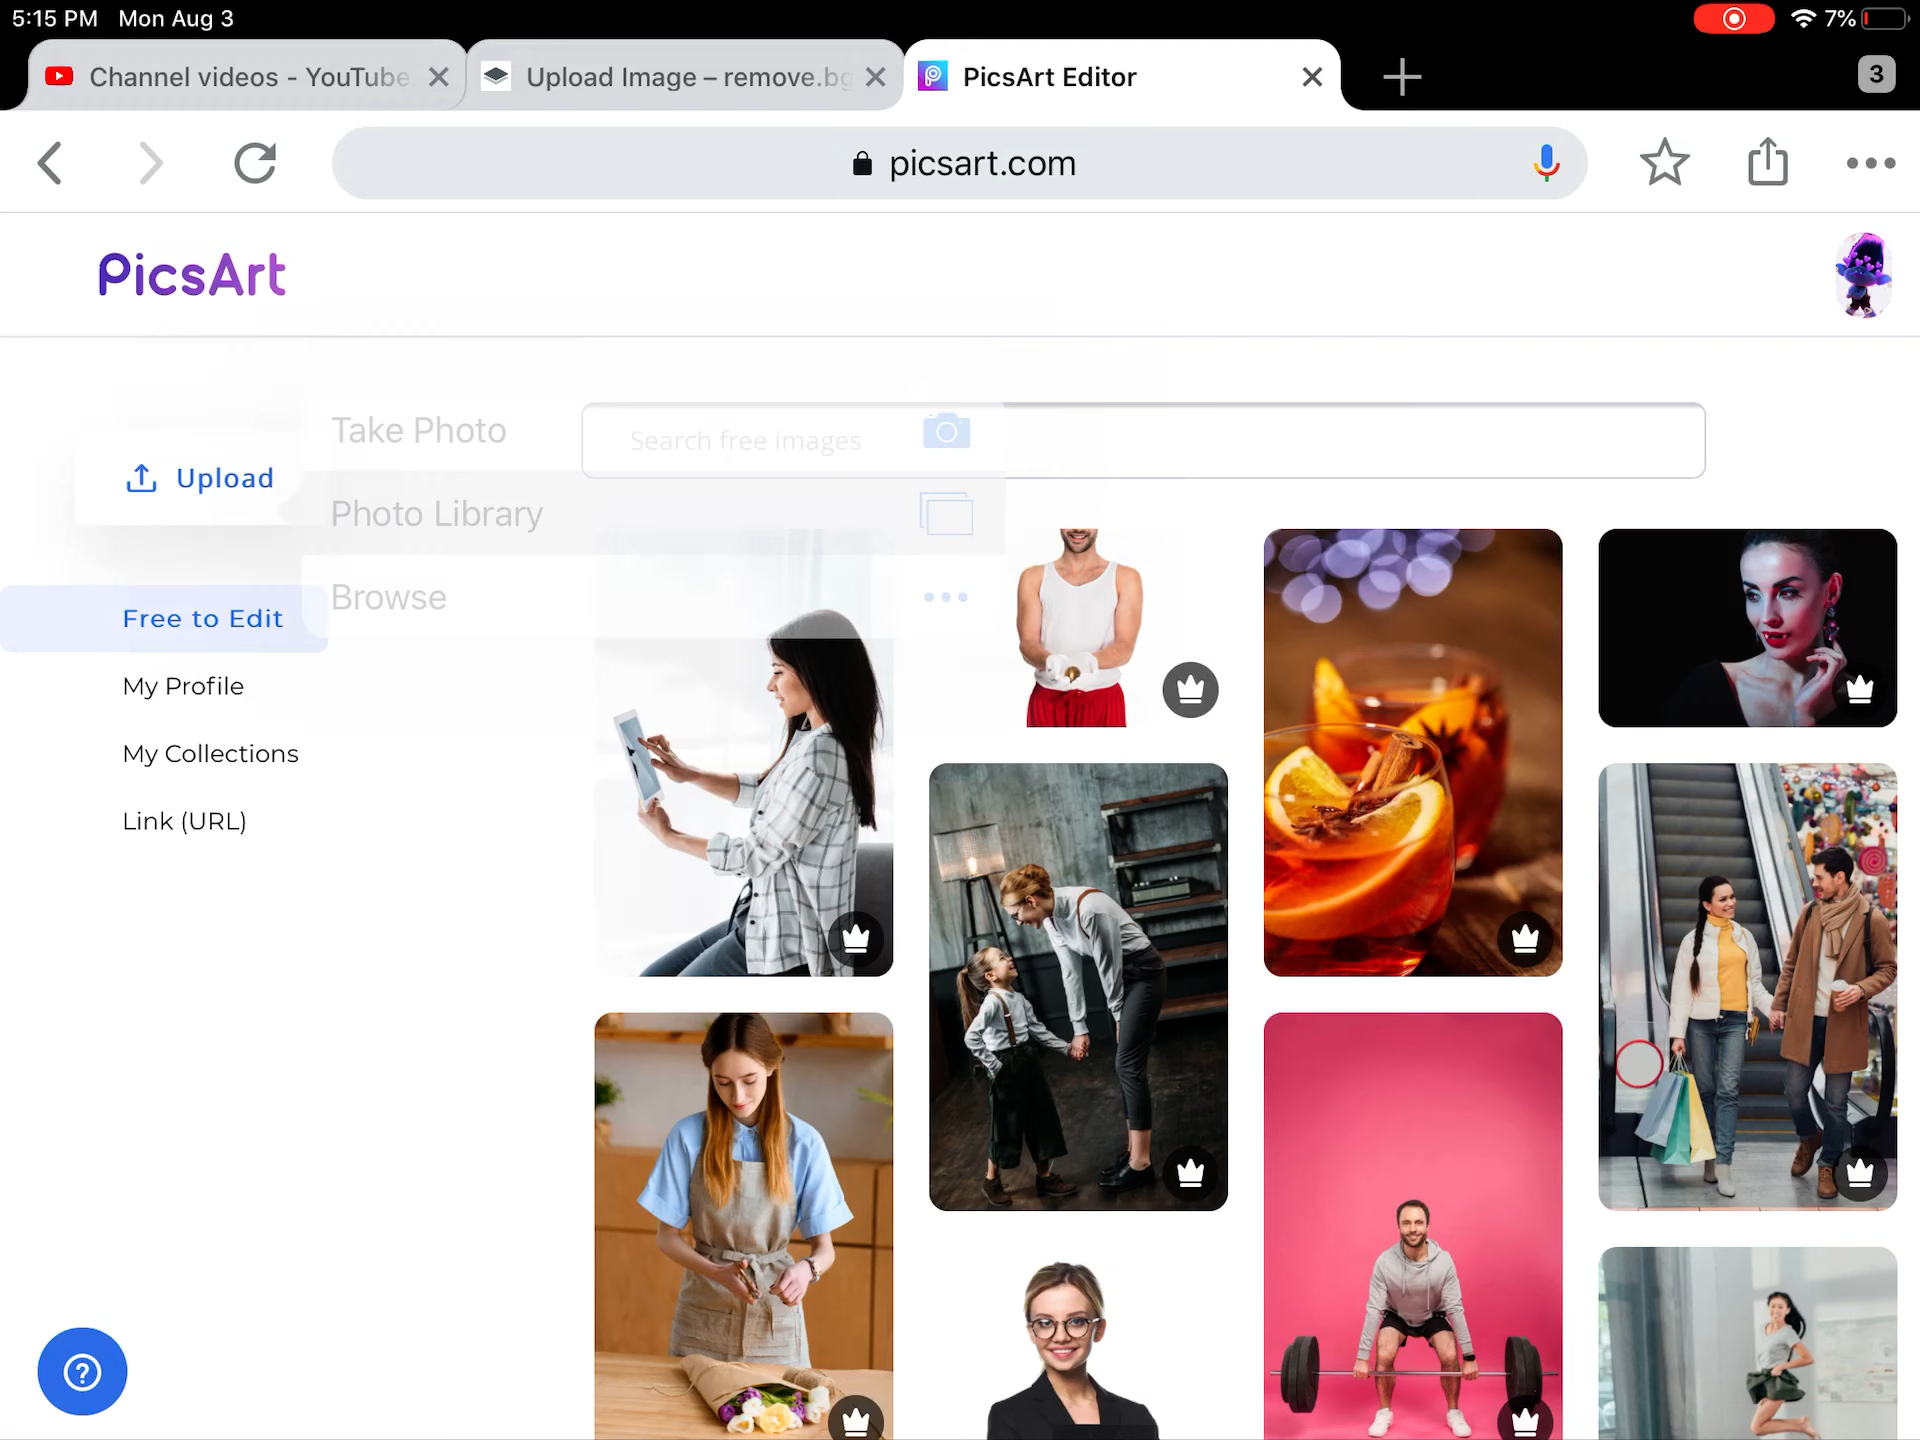 5:15 PM Mon Aug 3
7%
Channel videos - YouTube
Upload Image – remove.bg
PicsArt Editor
3
picsart.com
PicsArt
Take Photo
Search free images
Upload
Photo Library
Browse
Free to Edit
My Profile
My Collections
Link (URL)